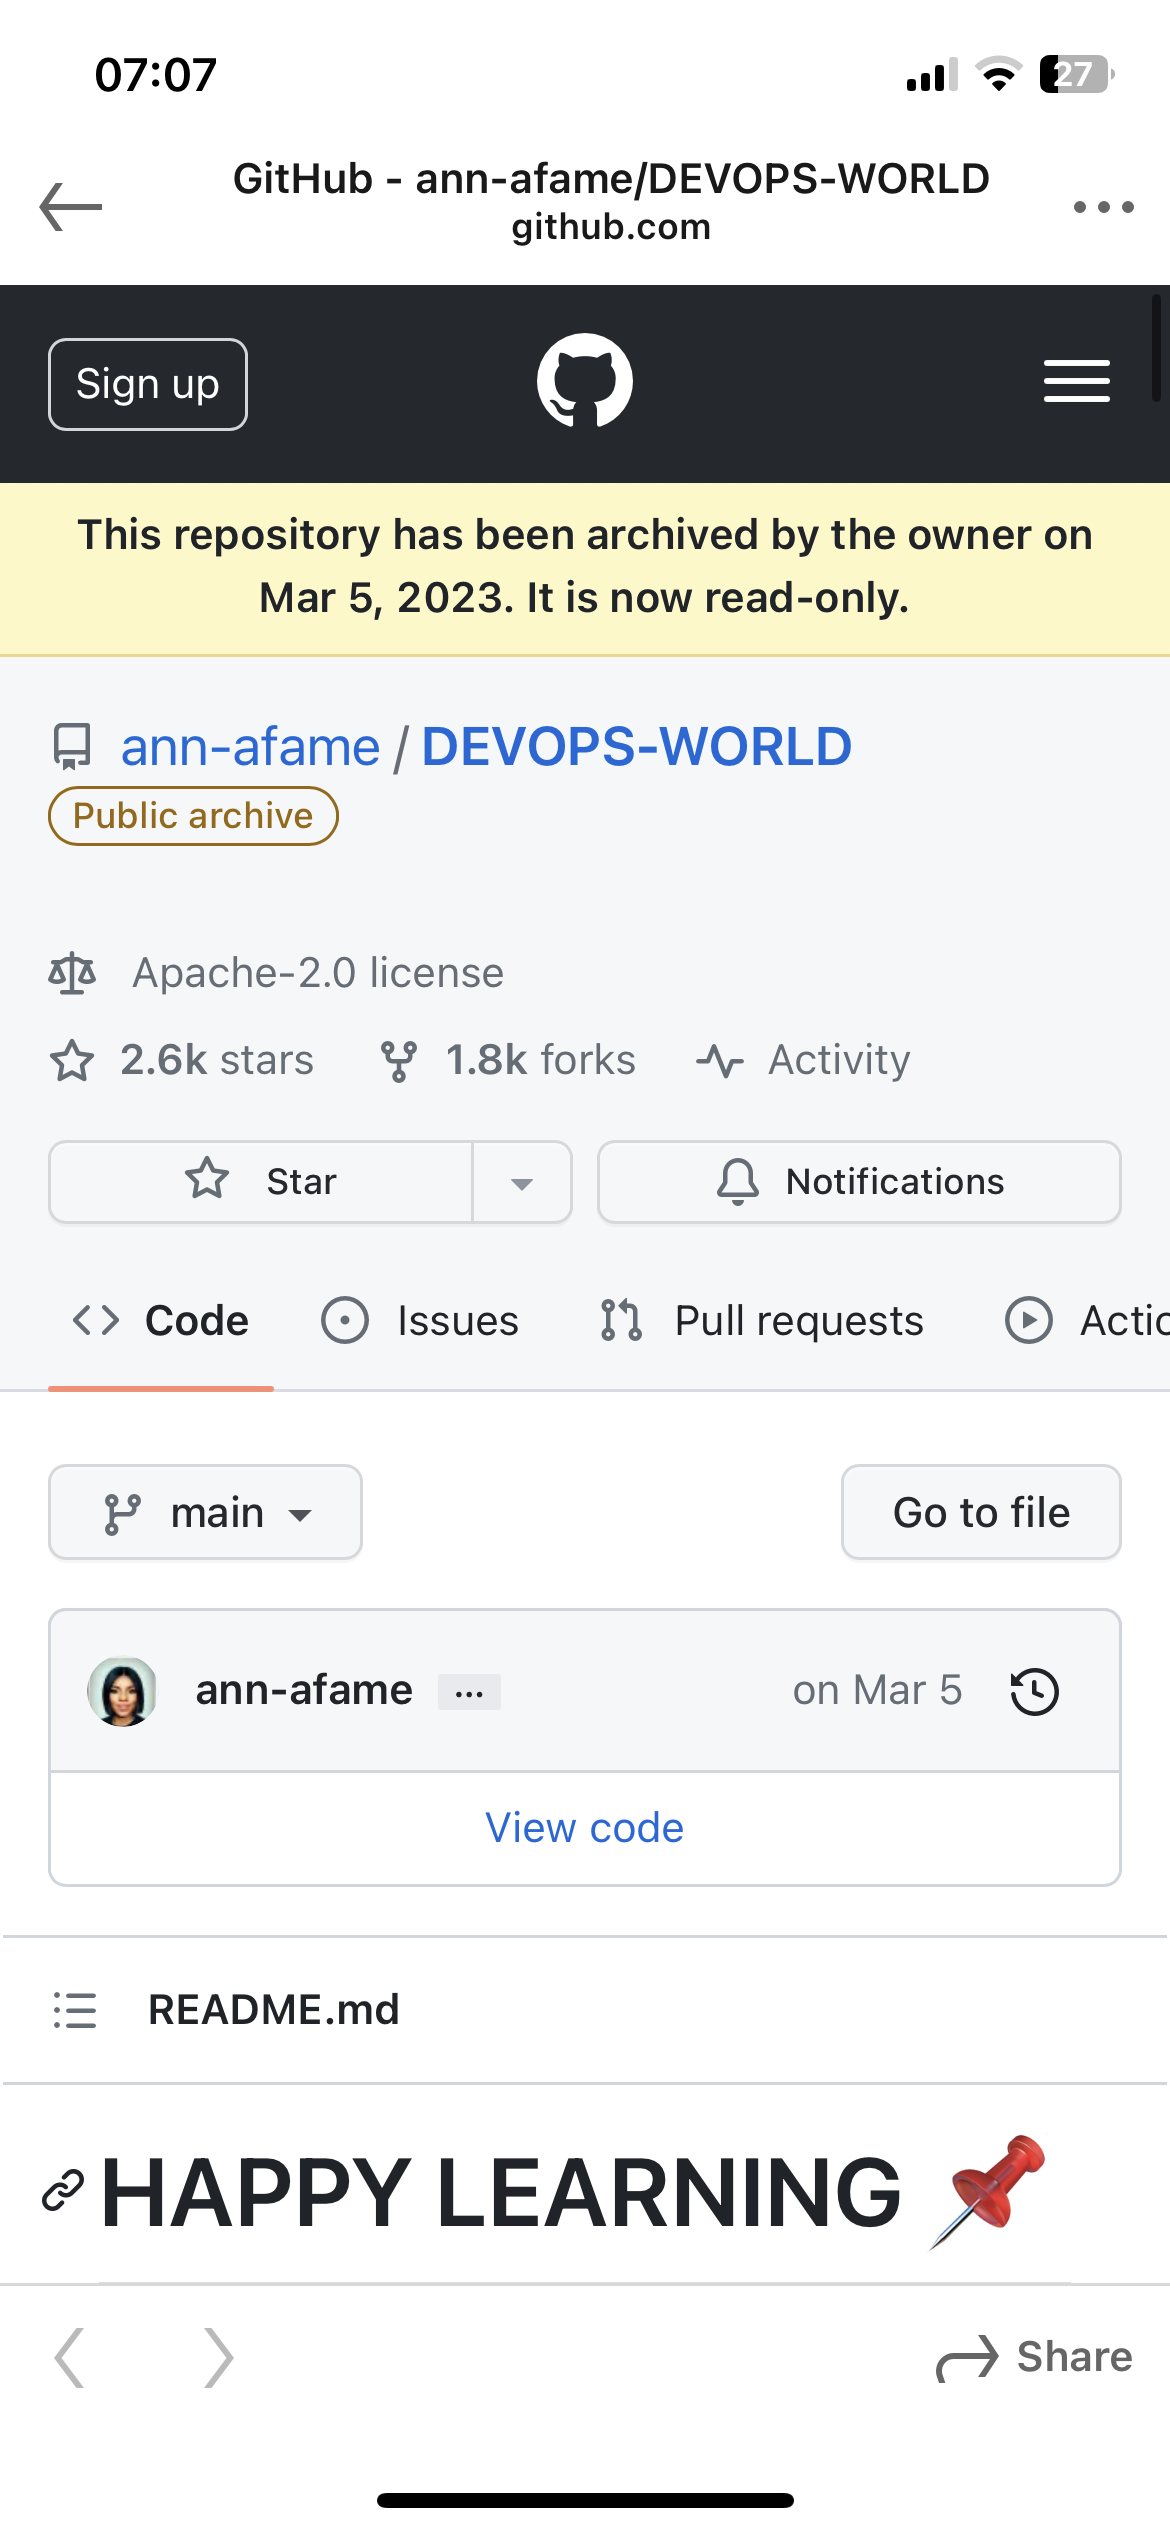 07:07
27
GitHub - ann-afame/DEVOPS-WORLD
github.com
Sign up
This repository has been archived by the owner on
Mar 5, 2023. It is now read-only.
ann-afame / DEVOPS-WORLD
Public archive
Apache-2.0 license
2.6k stars 1.8k forks Activity
Star Notifications
Code Issues Pull requests Actio
main Go to file
ann-afame ... on Mar 5
View code
README.md
HAPPY LEARNING
Share